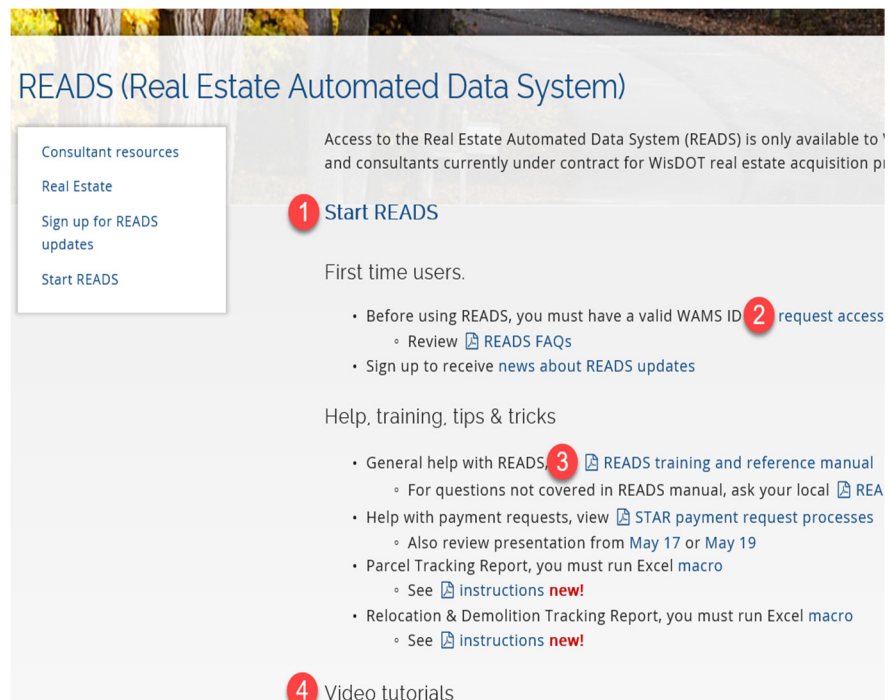 READS (Real Estate Automated Data System)
Consultant resources
Real Estate
Sign up for READS
updates
Start READS
Access to the Real Estate Automated Data System (READS) is only available to
and consultants currently under contract for WisDOT real estate acquisition
1 Start READS
First time users.
• Before using READS, you must have a valid WAMS ID 2 request access
◦ Review READS FAQs
• Sign up to receive news about READS updates
Help, training, tips & tricks
• General help with READS, 3 READS training and reference manual
◦ For questions not covered in READS manual, ask your local REA
• Help with payment requests, view STAR payment request processes
◦ Also review presentation from May 17 or May 19
• Parcel Tracking Report, you must run Excel macro
◦ See instructions new!
• Relocation & Demolition Tracking Report, you must run Excel macro
◦ See instructions new!
4 Video tutorials